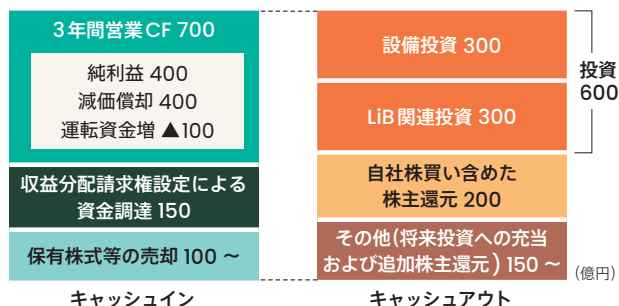 3年間営業CF 700
純利益 400
減価償却 400
運転資金増 ▲100
収益分配請求権設定による
資金調達 150
保有株式等の売却 100 ~
キャッシュイン
設備投資 300
LiB関連投資 300
自社株買い含めた
株主還元 200
その他(将来投資への充当
および追加株主還元) 150 ~
キャッシュアウト
投資
600
(億円)